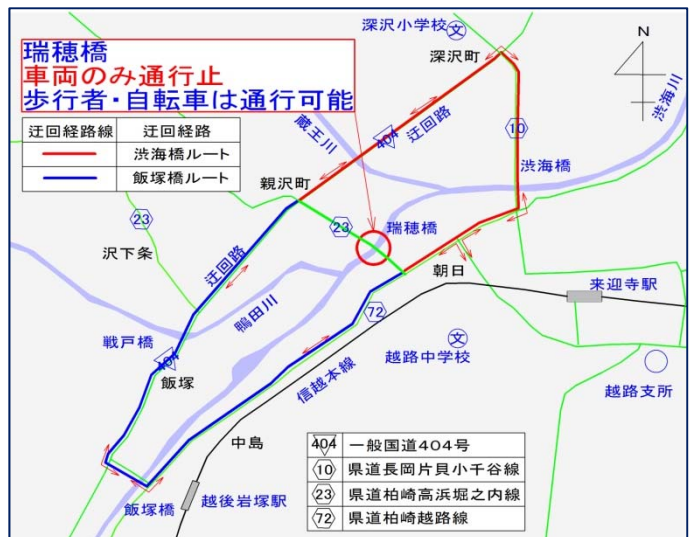 瑞穂橋
車両のみ通行止
歩行者・自転車は通行可能
迂回経路線 迂回経路
渋海橋ルート
飯塚橋ルート
深沢小学校 文
深沢町
N
渋海川
蔵王川
404
迂回路
10
渋海橋
親沢町
23
瑞穂橋
23
沢下条
迂回路
鴨田川
朝日
来迎寺駅
72
戦戸橋
404
飯塚
信越本線
文
越路中学校
越路支所
中島
飯塚橋
越後岩塚駅
404 一般国道404号
10 県道長岡片貝小千谷線
23 県道柏崎高浜堀之内線
72 県道柏崎越路線